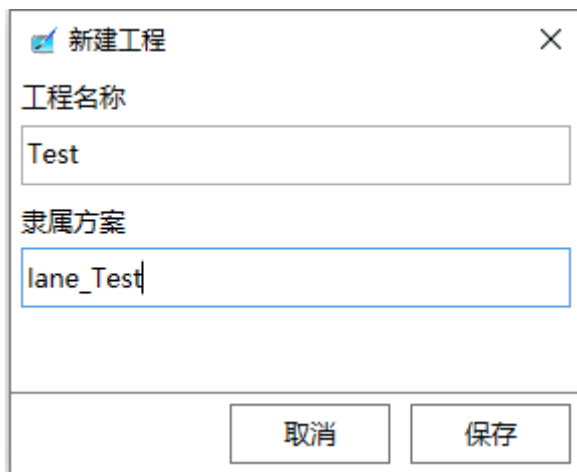 新建工程
工程名称
Test
隶属方案
lane_Test
取消
保存